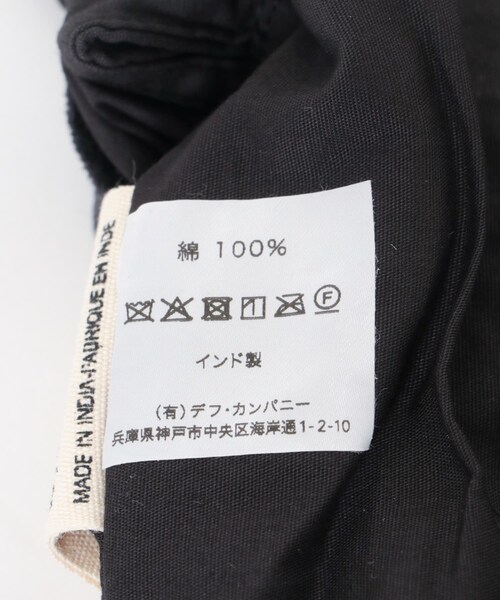 綿 100%
F
インド製
(有) デフ・カンパニー
兵庫県神戸市中央区海岸通1-2-10
MADE IN INDIA-FABRIQUE EN INDE